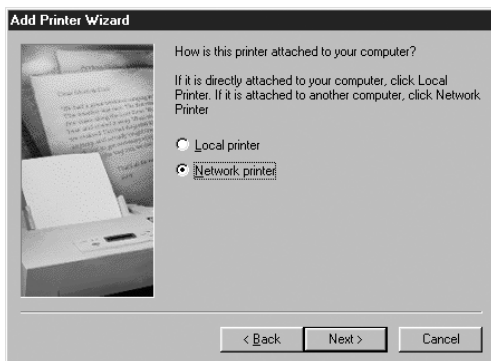 Add Printer Wizard
How is this printer attached to your computer?
If it is directly attached to your computer, click Local
Printer. If it is attached to another computer, click Network
Printer
Local printer
Network printer
< Back
Next >
Cancel